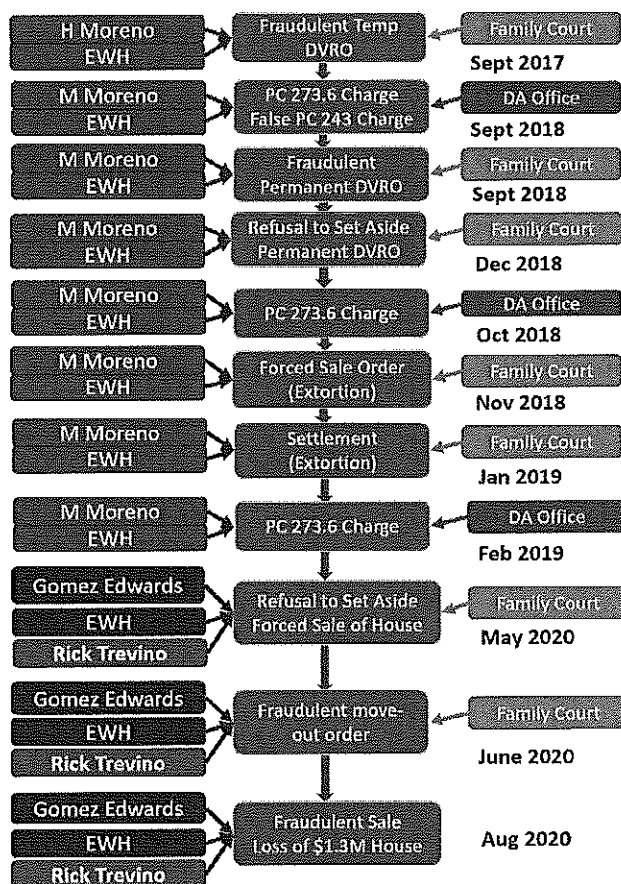 H Moreno
EWH
Fraudulent Temp
DVRO
Family Court
Sept 2017
M Moreno
EWH
PC 273.6 Charge
False PC 243 Charge
DA Office
Sept 2018
M Moreno
EWH
Fraudulent
Permanent DVRO
Family Court
Sept 2018
M Moreno
EWH
Refusal to Set Aside
Permanent DVRO
Family Court
Dec 2018
M Moreno
EWH
PC 273.6 Charge
DA Office
Oct 2018
M Moreno
EWH
Forced Sale Order
(Extortion)
Family Court
Nov 2018
M Moreno
EWH
Settlement
(Extortion)
Family Court
Jan 2019
M Moreno
EWH
PC 273.6 Charge
DA Office
Feb 2019
Gomez Edwards
EWH
Rick Trevino
Refusal to Set Aside
Forced Sale of House
Family Court
May 2020
Gomez Edwards
EWH
Rick Trevino
Fraudulent move-
out order
Family Court
June 2020
Gomez Edwards
EWH
Rick Trevino
Fraudulent Sale
Loss of $1.3M House
Aug 2020